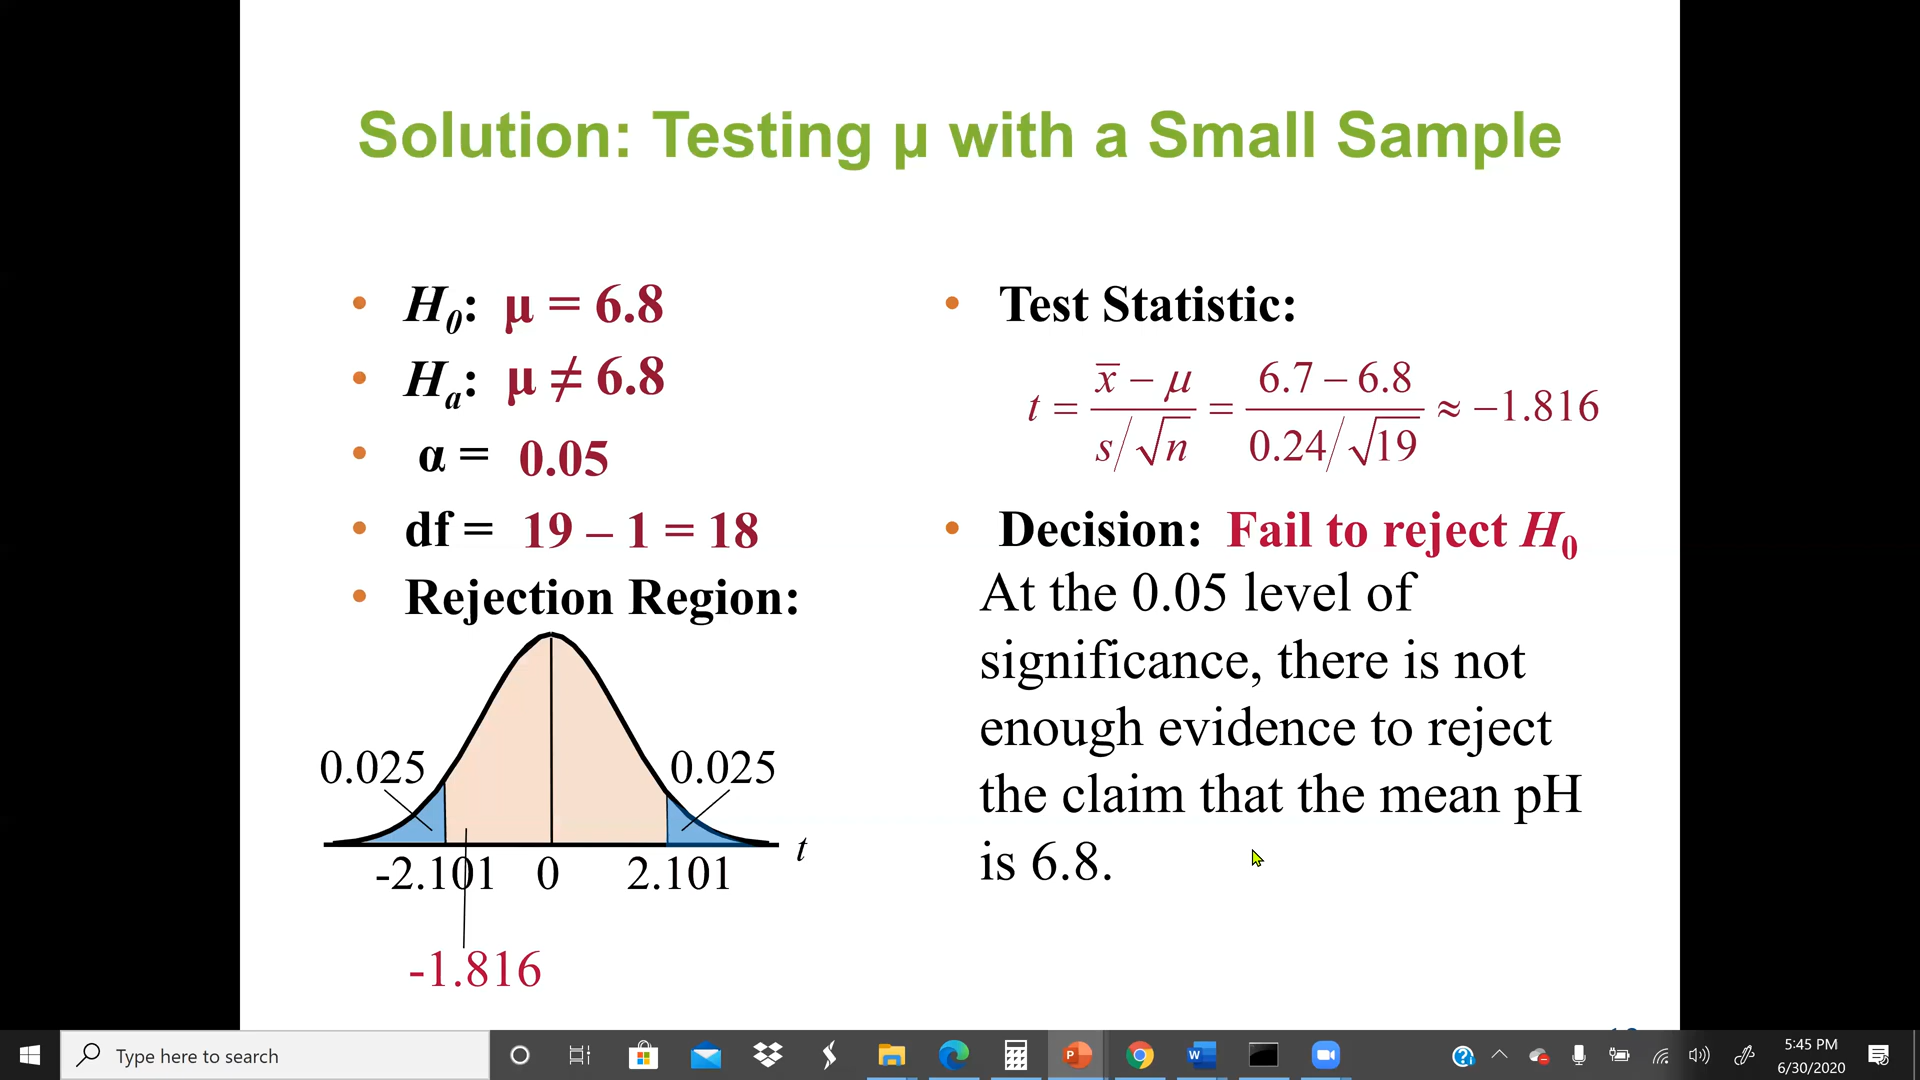 Solution: Testing μ with a Small Sample
• H₀: μ = 6.8
• Hₐ: μ ≠ 6.8
• α = 0.05
• df = 19 – 1 = 18
• Rejection Region:
0.025 0.025
-2.101 0 2.101 t
-1.816
• Test Statistic:
t = (x̅ – μ)/(s/√n) = (6.7 – 6.8)/(0.24/√19) ≈ –1.816
• Decision: Fail to reject H₀
At the 0.05 level of
significance, there is not
enough evidence to reject
the claim that the mean pH
is 6.8.
Type here to search
5:45 PM
6/30/2020